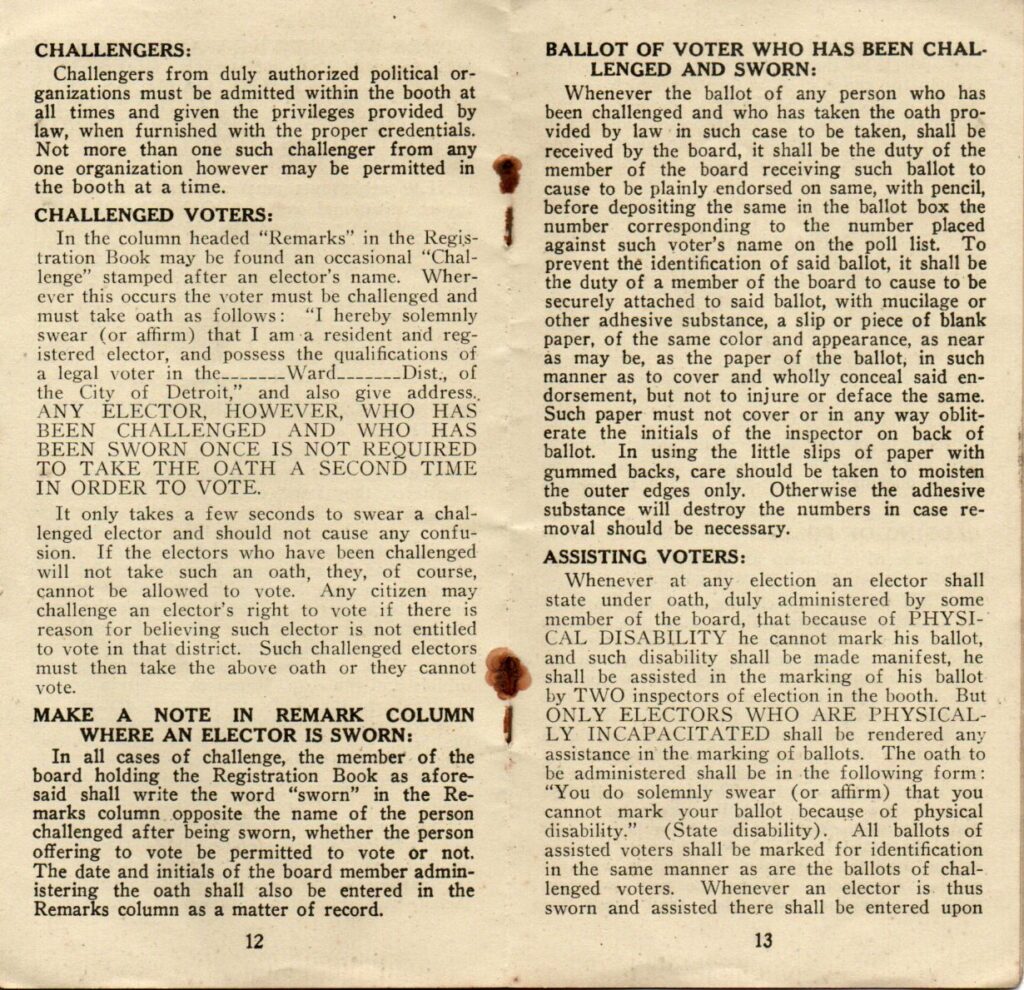 CHALLENGERS:
Challengers from duly authorized political or-
ganizations must be admitted within the booth at
all times and given the privileges provided by
law, when furnished with the proper credentials.
Not more than one such challenger from any
one organization however may be permitted in
the booth at a time.
CHALLENGED VOTERS:
In the column headed “Remarks” in the Regis-
tration Book may be found an occasional “Chal-
lenge” stamped after an elector's name. Wher-
ever this occurs the voter must be challenged and
must take oath as follows: “I hereby solemnly
swear (or affirm) that I am a resident and reg-
istered elector, and possess the qualifications of
a legal voter in the_______Ward_______Dist., of
the City of Detroit,” and also give address.
ANY ELECTOR, HOWEVER, WHO HAS
BEEN CHALLENGED AND WHO HAS
BEEN SWORN ONCE IS NOT REQUIRED
TO TAKE THE OATH A SECOND TIME
IN ORDER TO VOTE.
It only takes a few seconds to swear a chal-
lenged elector and should not cause any confu-
sion. If the electors who have been challenged
will not take such an oath, they, of course,
cannot be allowed to vote. Any citizen may
challenge an elector's right to vote if there is
reason for believing such elector is not entitled
to vote in that district. Such challenged electors
must then take the above oath or they cannot
vote.
MAKE A NOTE IN REMARK COLUMN
WHERE AN ELECTOR IS SWORN:
In all cases of challenge, the member of the
board holding the Registration Book as afore-
said shall write the word “sworn” in the Re-
marks column opposite the name of the person
challenged after being sworn, whether the person
offering to vote be permitted to vote or not.
The date and initials of the board member admin-
istering the oath shall also be entered in the
Remarks column as a matter of record.
12
BALLOT OF VOTER WHO HAS BEEN CHAL-
LENGED AND SWORN:
Whenever the ballot of any person who has
been challenged and who has taken the oath pro-
vided by law in such case to be taken, shall be
received by the board, it shall be the duty of the
member of the board receiving such ballot to
cause to be plainly endorsed on same, with pencil,
before depositing the same in the ballot box the
number corresponding to the number placed
against such voter's name on the poll list. To
prevent the identification of said ballot, it shall be
the duty of a member of the board to cause to be
securely attached to said ballot, with mucilage or
other adhesive substance, a slip or piece of blank
paper, of the same color and appearance, as near
as may be, as the paper of the ballot, in such
manner as to cover and wholly conceal said en-
dorsement, but not to injure or deface the same.
Such paper must not cover or in any way oblit-
erate the initials of the inspector on back of
ballot. In using the little slips of paper with
gummed backs, care should be taken to moisten
the outer edges only. Otherwise the adhesive
substance will destroy the numbers in case re-
moval should be necessary.
ASSISTING VOTERS:
Whenever at any election an elector shall
state under oath, duly administered by some
member of the board, that because of PHYSI-
CAL DISABILITY he cannot mark his ballot,
and such disability shall be made manifest, he
shall be assisted in the marking of his ballot
by TWO inspectors of election in the booth. But
ONLY ELECTORS WHO ARE PHYSICAL-
LY INCAPACITATED shall be rendered any
assistance in the marking of ballots. The oath to
be administered shall be in the following form:
“You do solemnly swear (or affirm) that you
cannot mark your ballot because of physical
disability.” (State disability). All ballots of
assisted voters shall be marked for identification
in the same manner as are the ballots of chal-
lenged voters. Whenever an elector is thus
sworn and assisted there shall be entered upon
13